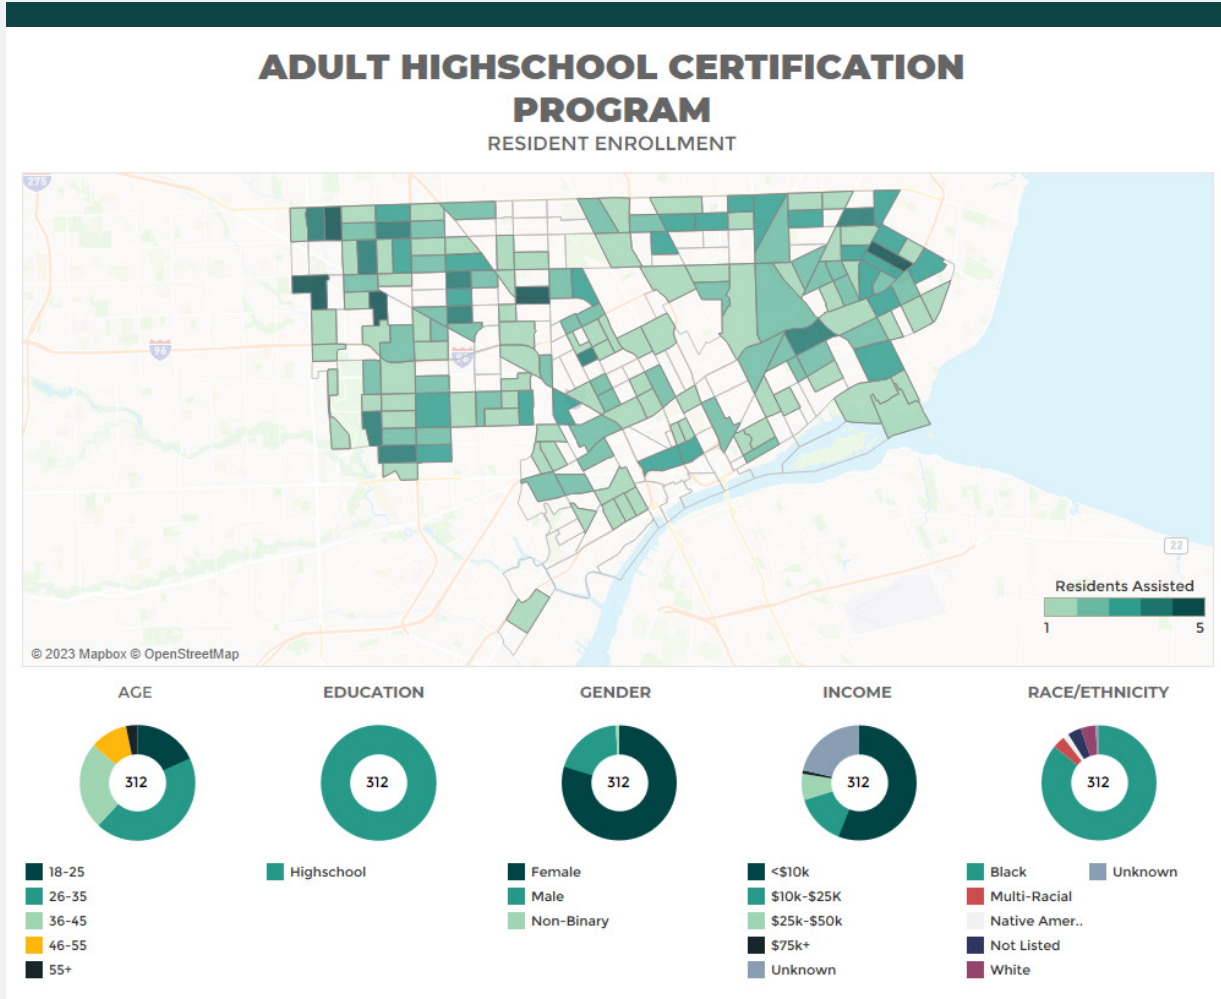 ADULT HIGHSCHOOL CERTIFICATION
PROGRAM
RESIDENT ENROLLMENT
275
96
22
Residents Assisted
1 5
© 2023 Mapbox © OpenStreetMap
AGE
312
18-25
26-35
36-45
46-55
55+
EDUCATION
312
Highschool
GENDER
312
Female
Male
Non-Binary
INCOME
312
<$10k
$10k-$25K
$25k-$50k
$75k+
Unknown
RACE/ETHNICITY
312
Black
Multi-Racial
Native Amer..
Not Listed
White
Unknown